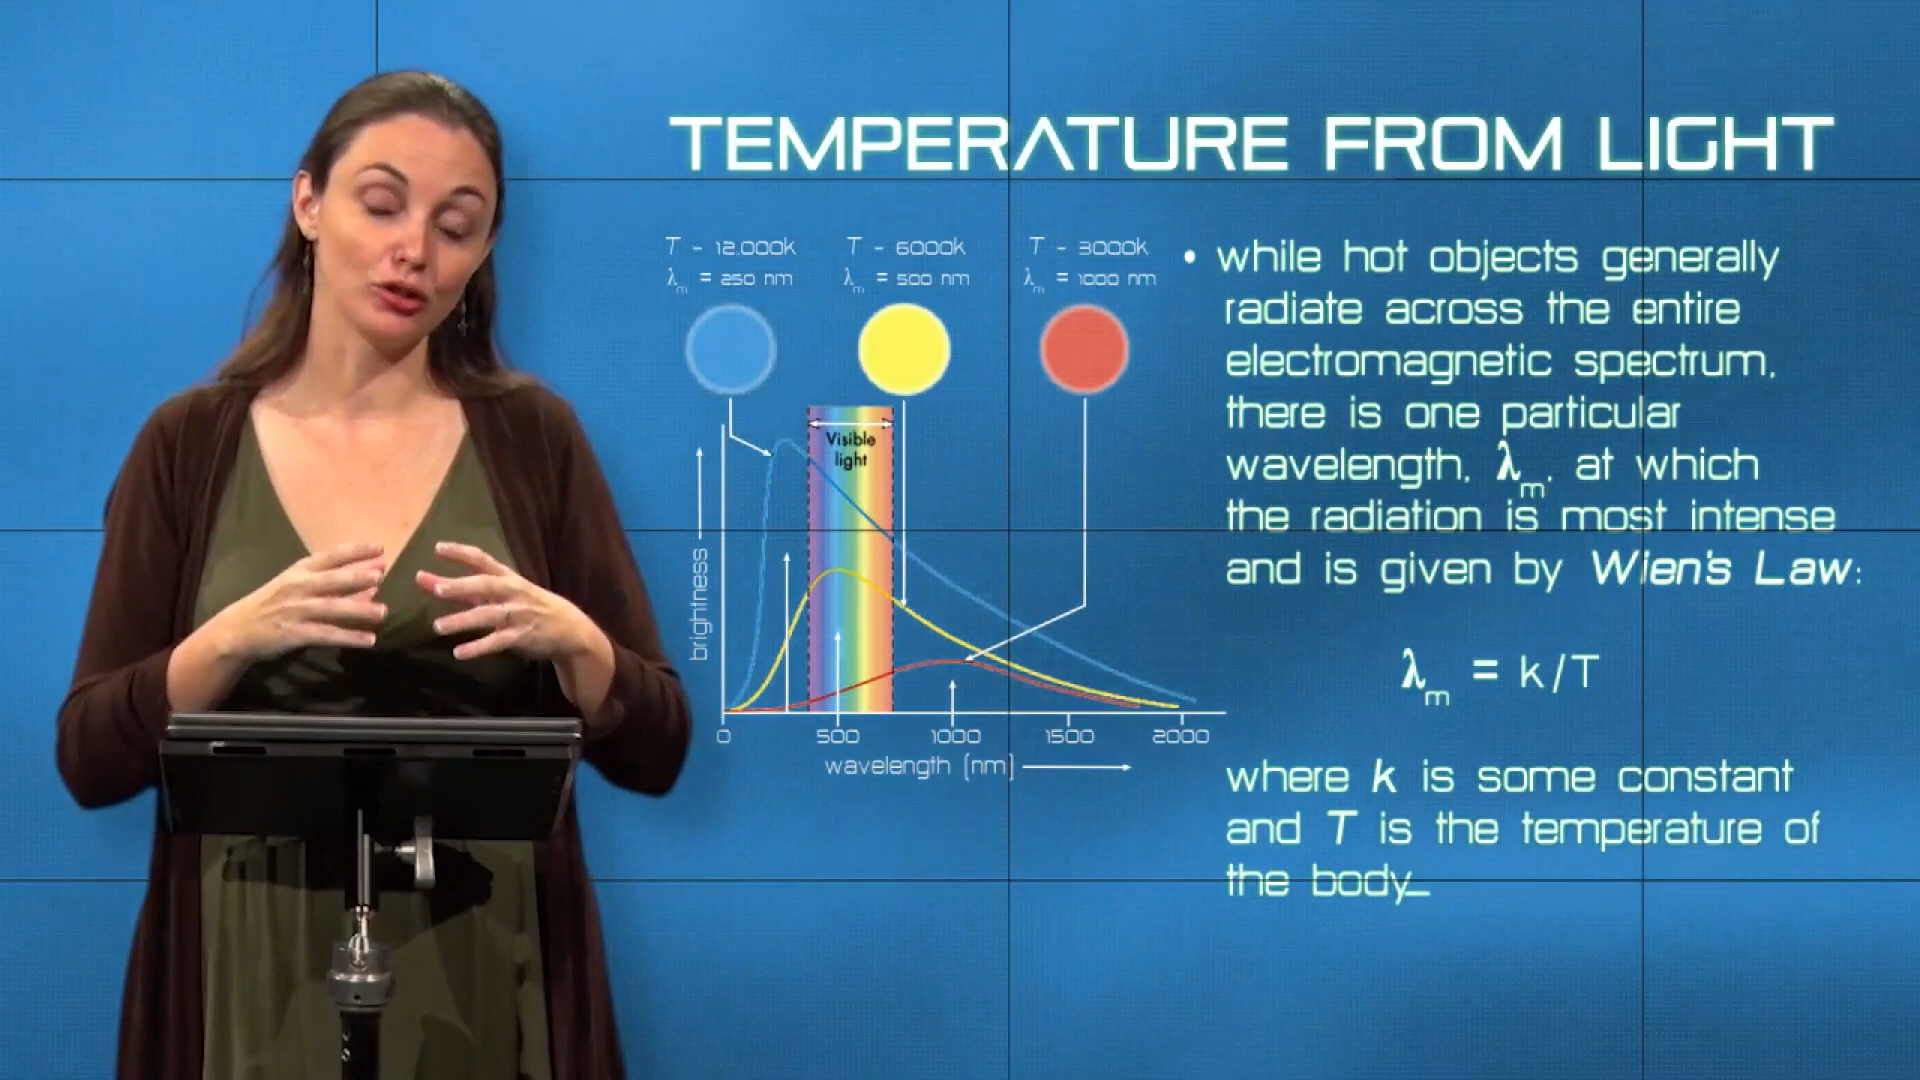 TEMPERATURE FROM LIGHT
T - 12.000k
λm = 250 nm
T - 6000k
λm = 500 nm
T - 3000k
λm = 1000 nm
Visible
light
brightness
0 500 1000 1500 2000
wavelength (nm)
• while hot objects generally
radiate across the entire
electromagnetic spectrum,
there is one particular
wavelength, λm, at which
the radiation is most intense
and is given by Wien's Law:
λm = k/T
where k is some constant
and T is the temperature of
the body_